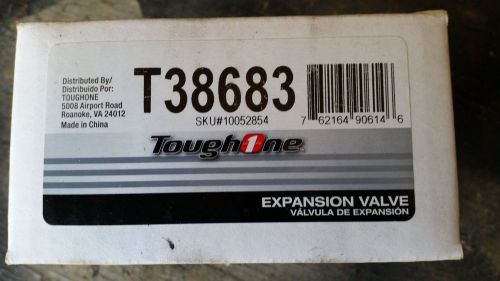 Distributed By/
Distribuido Por:
TOUGHONE
5008 Airport Road
Roanoke, VA 24012
Made in China
T38683
SKU#10052854
7 62164 90614 6
Tough1One
EXPANSION VALVE
VÁLVULA DE EXPANSIÓN